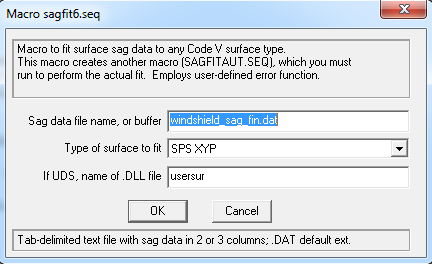 Macro sagfit6.seq
Macro to fit surface sag data to any Code V surface type.
This macro creates another macro (SAGFITAUT.SEQ), which you must
run to perform the actual fit. Employs user-defined error function.
Sag data file name, or buffer windshield_sag_fin.dat
Type of surface to fit SPS XYP
If UDS, name of .DLL file usersur
OK Cancel
Tab-delimited text file with sag data in 2 or 3 columns; .DAT default ext.